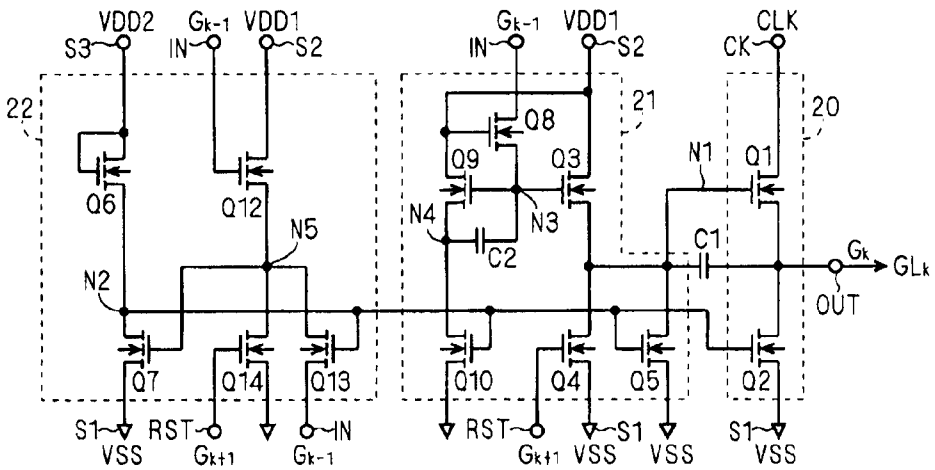 VDD2 Gk-1 VDD1 Gk-1 VDD1 CLK
S3 IN S2 IN S2 CK
22 21 20
Q8
Q9 Q3 N1 Q1
Q6 Q12
N4 N3
N5 C2 C1 Gk
GLk
N2 OUT
Q7 Q14 Q13 Q10 Q4 Q5 Q2
S1 RST IN RST S1 S1
VSS Gk+1 Gk-1 Gk+1 VSS VSS VSS